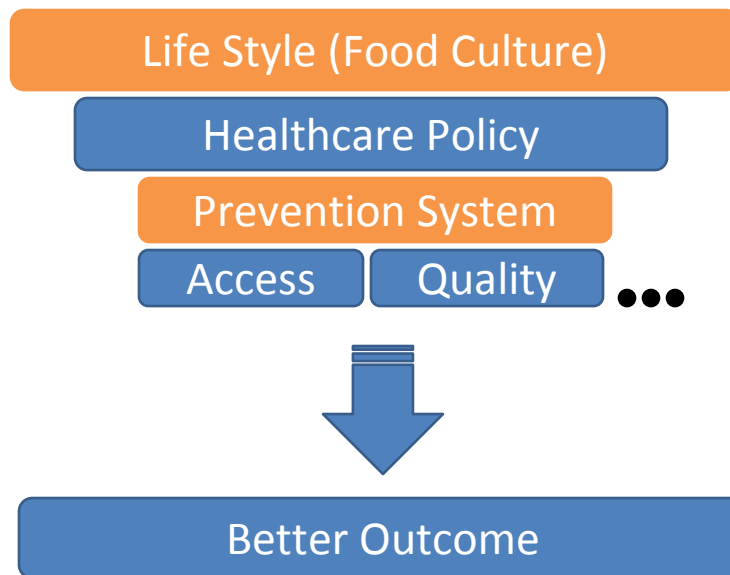 Life Style (Food Culture)
Healthcare Policy
Prevention System
Access Quality ...
Better Outcome